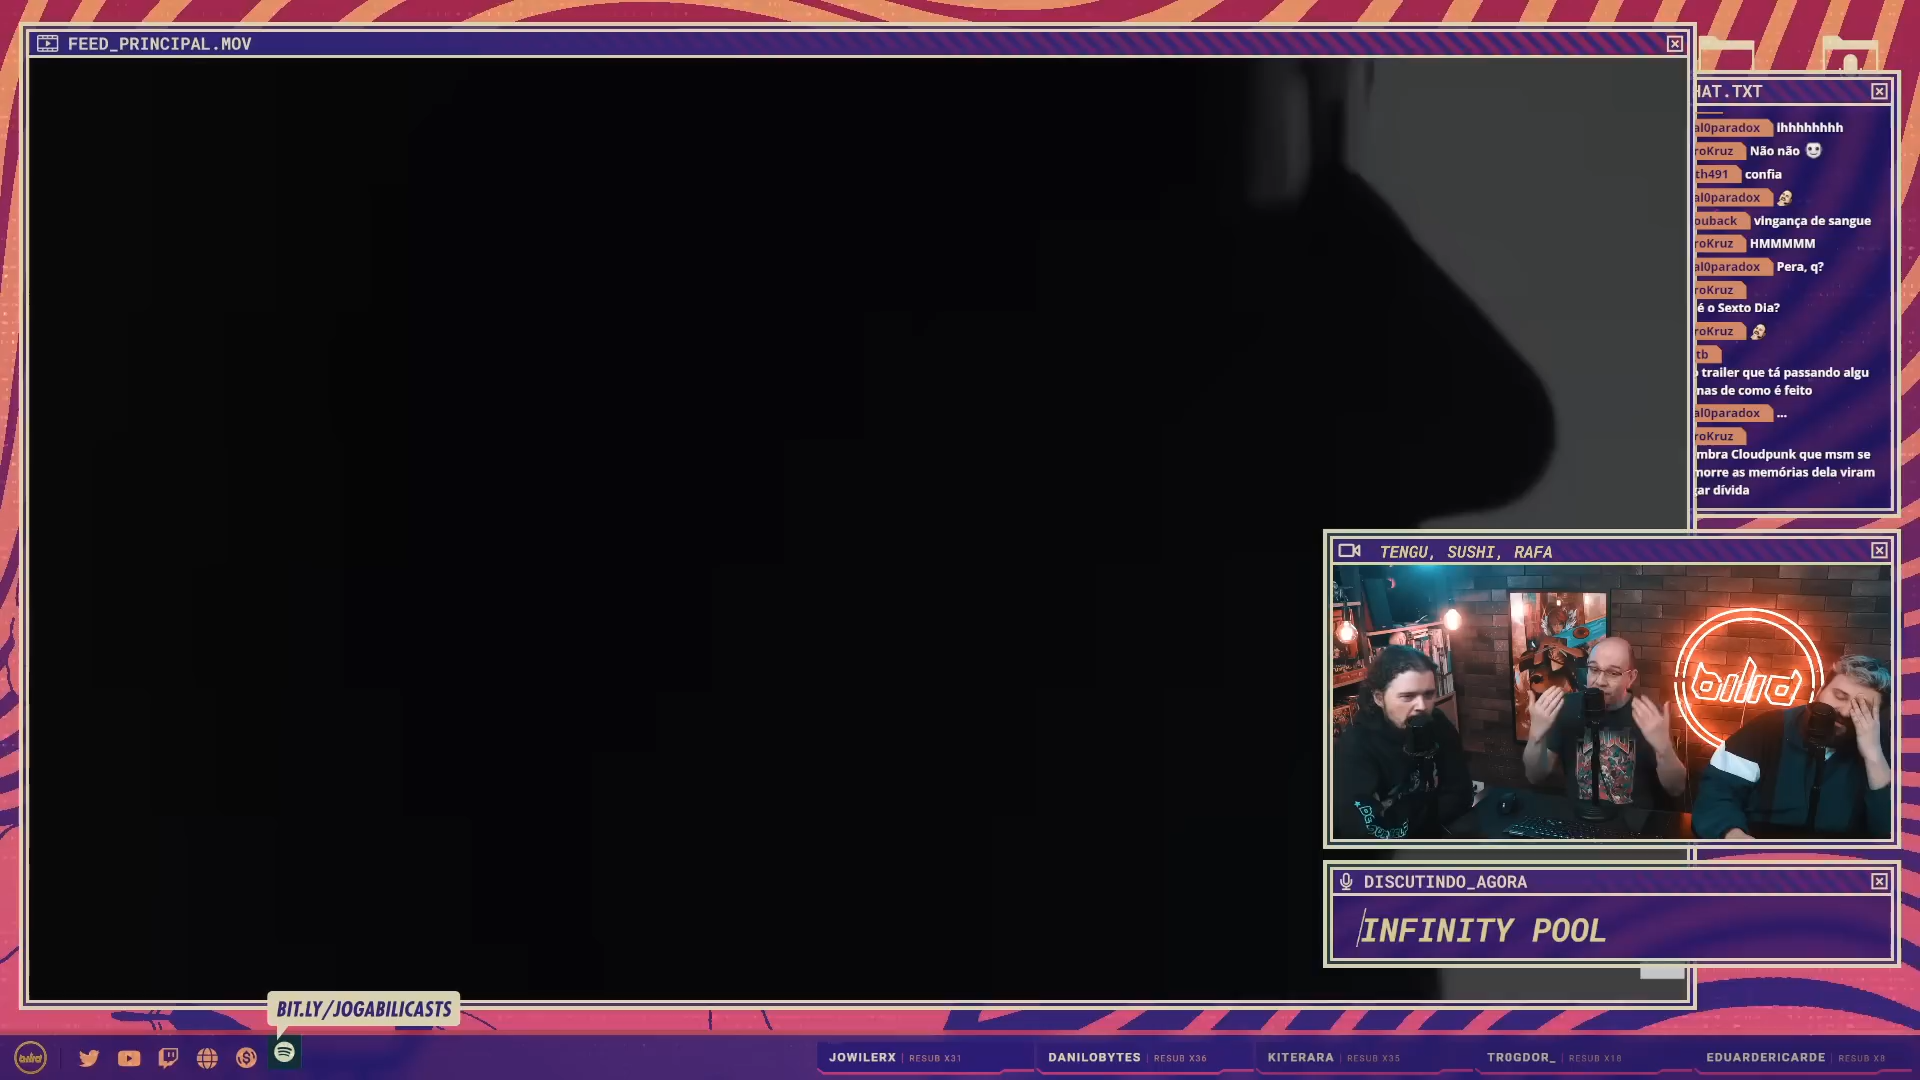 FEED_PRINCIPAL.MOV
HAT.TXT
al0paradox Ihhhhhhhh
roKruz Não não
th491 confia
al0paradox
ouback vingança de sangue
roKruz HMMMMM
al0paradox Pera, q?
roKruz
é o Sexto Dia?
roKruz
tb
trailer que tá passando algu
nas de como é feito
al0paradox ...
roKruz
mbra Cloudpunk que msm se
morre as memórias dela viram
gar dívida
TENGU, SUSHI, RAFA
DISCUTINDO_AGORA
INFINITY POOL
BIT.LY/JOGABILICASTS
JOWILERX | RESUB X31
DANILOBYTES | RESUB X36
KITERARA | RESUB X35
TR0GDOR_ | RESUB X18
EDUARDERICARDE | RESUB X8